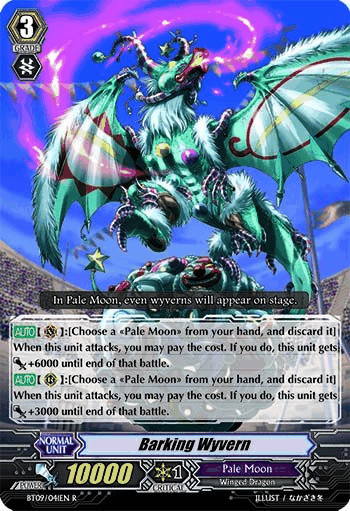 3
GRADE
In Pale Moon, even wyverns will appear on stage.
AUTO【】:[Choose a «Pale Moon» from your hand, and discard it]
When this unit attacks, you may pay the cost. If you do, this unit gets
+6000 until end of that battle.
AUTO【】:[Choose a «Pale Moon» from your hand, and discard it]
When this unit attacks, you may pay the cost. If you do, this unit gets
+3000 until end of that battle.
NORMAL
UNIT
Barking Wyvern
POWER 10000 1 CRITICAL
Pale Moon
Winged Dragon
BT09/041EN R
ILLUST / なかざき冬